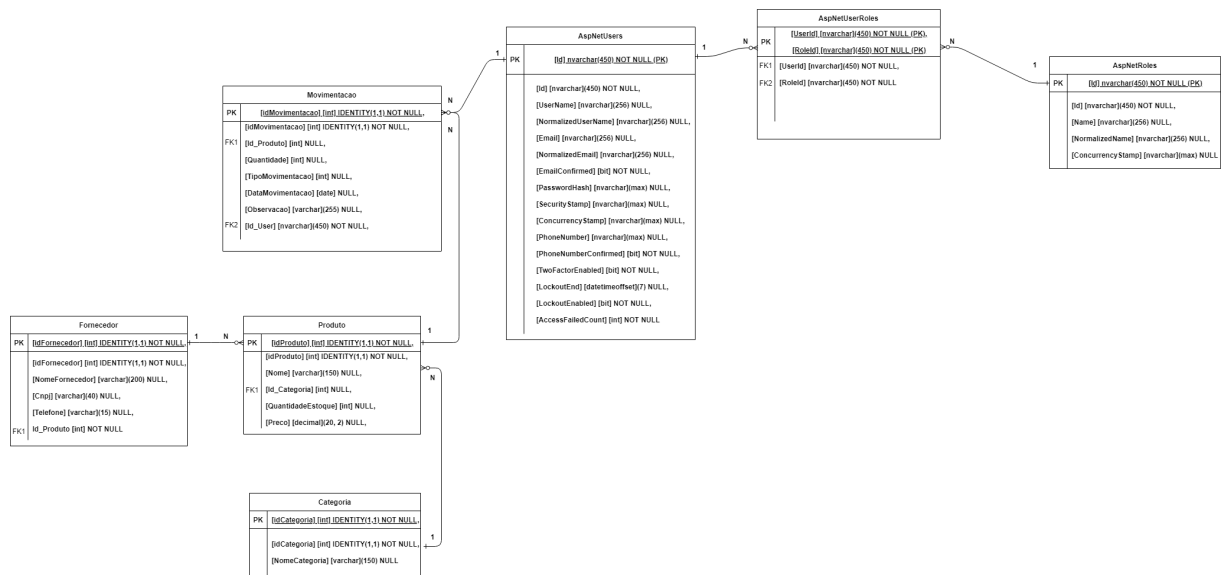 AspNetUserRoles
PK
[UserId] [nvarchar](450) NOT NULL (PK),
[RoleId] [nvarchar](450) NOT NULL (PK)
FK1
[UserId] [nvarchar](450) NOT NULL,
FK2
[RoleId] [nvarchar](450) NOT NULL
N
N
AspNetUsers
PK
[Id] nvarchar(450) NOT NULL (PK)
[Id] [nvarchar](450) NOT NULL,
[UserName] [nvarchar](256) NULL,
[NormalizedUserName] [nvarchar](256) NULL,
[Email] [nvarchar](256) NULL,
[NormalizedEmail] [nvarchar](256) NULL,
[EmailConfirmed] [bit] NOT NULL,
[PasswordHash] [nvarchar](max) NULL,
[SecurityStamp] [nvarchar](max) NULL,
[ConcurrencyStamp] [nvarchar](max) NULL,
[PhoneNumber] [nvarchar](max) NULL,
[PhoneNumberConfirmed] [bit] NOT NULL,
[TwoFactorEnabled] [bit] NOT NULL,
[LockoutEnd] [datetimeoffset](7) NULL,
[LockoutEnabled] [bit] NOT NULL,
[AccessFailedCount] [int] NOT NULL
1
1
AspNetRoles
PK
[Id] nvarchar(450) NOT NULL (PK)
[Id] [nvarchar](450) NOT NULL,
[Name] [nvarchar](256) NULL,
[NormalizedName] [nvarchar](256) NULL,
[ConcurrencyStamp] [nvarchar](max) NULL
1
Movimentacao
PK
[idMovimentacao] [int] IDENTITY(1,1) NOT NULL,
[idMovimentacao] [int] IDENTITY(1,1) NOT NULL,
FK1
[Id_Produto] [int] NULL,
[Quantidade] [int] NULL,
[TipoMovimentacao] [int] NULL,
[DataMovimentacao] [date] NULL,
[Observacao] [varchar](255) NULL,
FK2
[Id_User] [nvarchar](450) NOT NULL,
N
N
Fornecedor
PK
[idFornecedor] [int] IDENTITY(1,1) NOT NULL,
[idFornecedor] [int] IDENTITY(1,1) NOT NULL,
[NomeFornecedor] [varchar](200) NULL,
[Cnpj] [varchar](40) NULL,
[Telefone] [varchar](15) NULL,
FK1
Id_Produto [int] NOT NULL
1
N
Produto
PK
[idProduto] [int] IDENTITY(1,1) NOT NULL,
[idProduto] [int] IDENTITY(1,1) NOT NULL,
[Nome] [varchar](150) NULL,
FK1
[Id_Categoria] [int] NULL,
[QuantidadeEstoque] [int] NULL,
[Preco] [decimal](20, 2) NULL,
1
N
Categoria
PK
[idCategoria] [int] IDENTITY(1,1) NOT NULL,
[idCategoria] [int] IDENTITY(1,1) NOT NULL,
[NomeCategoria] [varchar](150) NULL
1